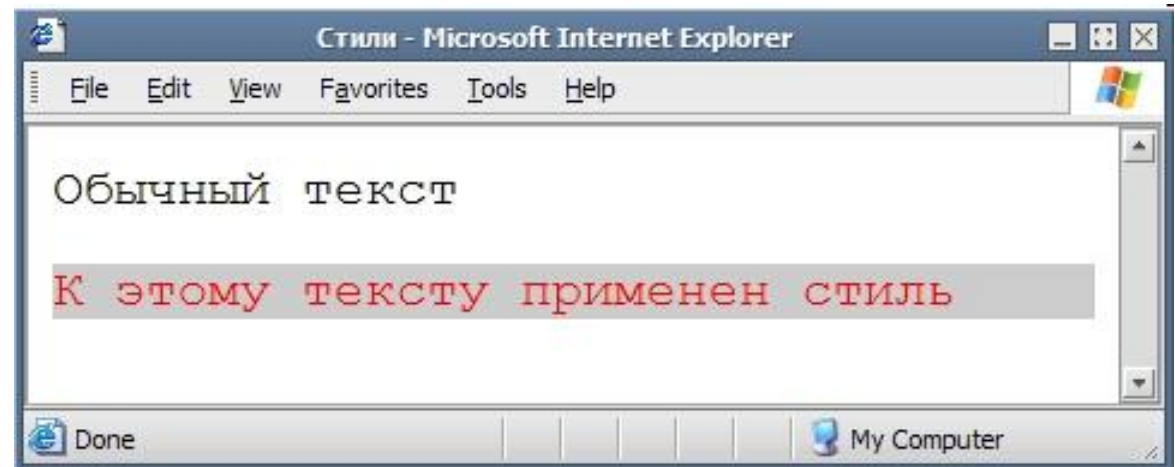 Стили - Microsoft Internet Explorer
File Edit View Favorites Tools Help
Обычный текст
К этому тексту применен стиль
Done My Computer